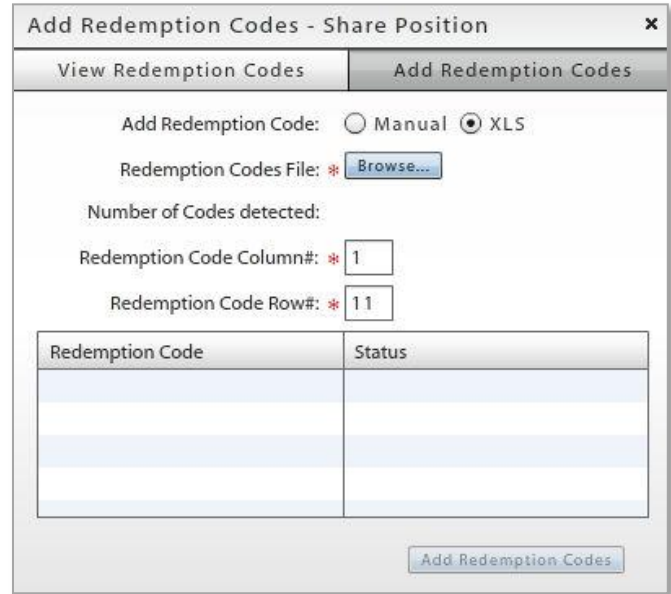 Add Redemption Codes - Share Position ×
View Redemption Codes Add Redemption Codes
Add Redemption Code: Manual XLS
Redemption Codes File: * Browse...
Number of Codes detected:
Redemption Code Column#: * 1
Redemption Code Row#: * 11
Redemption Code Status
Add Redemption Codes